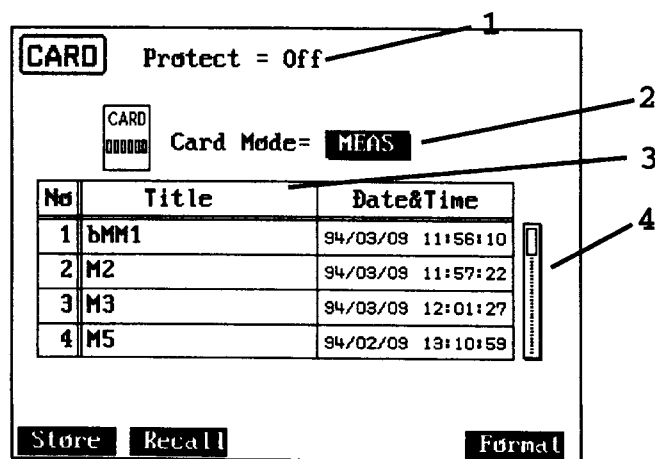 1
CARD Protect = Off
2
CARD
Card Mode= MEAS
3
No Title Date&Time
4
1 bMM1 94/03/09 11:56:10
2 M2 94/03/09 11:57:22
3 M3 94/03/09 12:01:27
4 M5 94/02/09 13:10:59
Store Recall Format